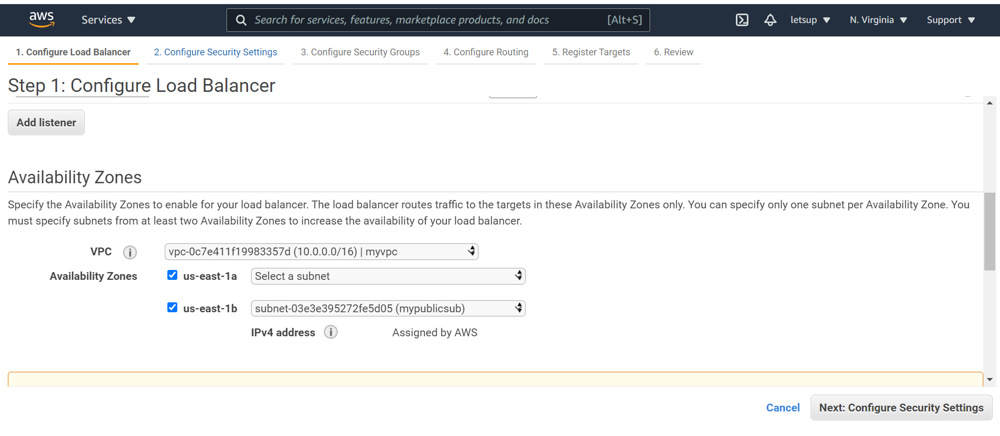 aws Services Search for services, features, marketplace products, and docs [Alt+S] letsup N. Virginia Support
1. Configure Load Balancer 2. Configure Security Settings 3. Configure Security Groups 4. Configure Routing 5. Register Targets 6. Review
Step 1: Configure Load Balancer
Add listener
Availability Zones
Specify the Availability Zones to enable for your load balancer. The load balancer routes traffic to the targets in these Availability Zones only. You can specify only one subnet per Availability Zone. You
must specify subnets from at least two Availability Zones to increase the availability of your load balancer.
VPC i vpc-0c7e411f19983357d (10.0.0.0/16) | myvpc
Availability Zones us-east-1a Select a subnet
us-east-1b subnet-03e3e395272fe5d05 (mypublicsub)
IPv4 address i Assigned by AWS
Cancel Next: Configure Security Settings